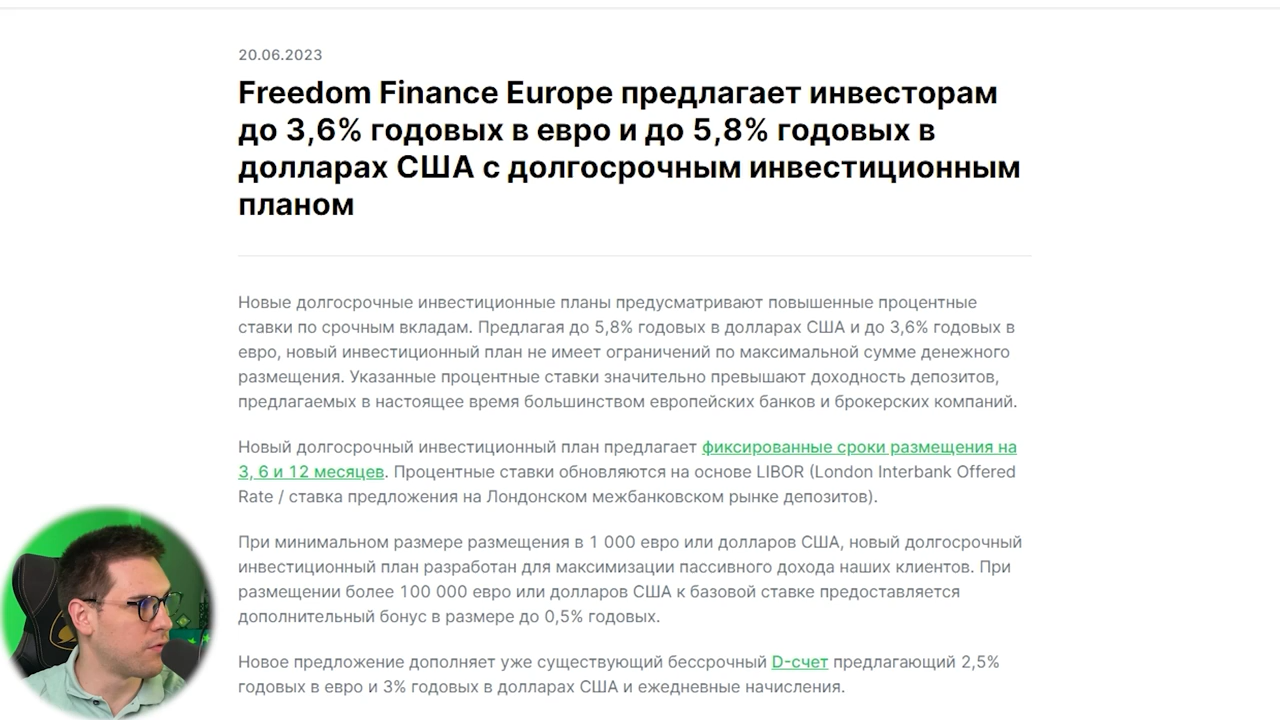 20.06.2023
Freedom Finance Europe предлагает инвесторам
до 3,6% годовых в евро и до 5,8% годовых в
долларах США с долгосрочным инвестиционным
планом
Новые долгосрочные инвестиционные планы предусматривают повышенные процентные
ставки по срочным вкладам. Предлагая до 5,8% годовых в долларах США и до 3,6% годовых в
евро, новый инвестиционный план не имеет ограничений по максимальной сумме денежного
размещения. Указанные процентные ставки значительно превышают доходность депозитов,
предлагаемых в настоящее время большинством европейских банков и брокерских компаний.
Новый долгосрочный инвестиционный план предлагает фиксированные сроки размещения на
3, 6 и 12 месяцев. Процентные ставки обновляются на основе LIBOR (London Interbank Offered
Rate / ставка предложения на Лондонском межбанковском рынке депозитов).
При минимальном размере размещения в 1 000 евро или долларов США, новый долгосрочный
инвестиционный план разработан для максимизации пассивного дохода наших клиентов. При
размещении более 100 000 евро или долларов США к базовой ставке предоставляется
дополнительный бонус в размере до 0,5% годовых.
Новое предложение дополняет уже существующий бессрочный D-счет предлагающий 2,5%
годовых в евро и 3% годовых в долларах США и ежедневные начисления.